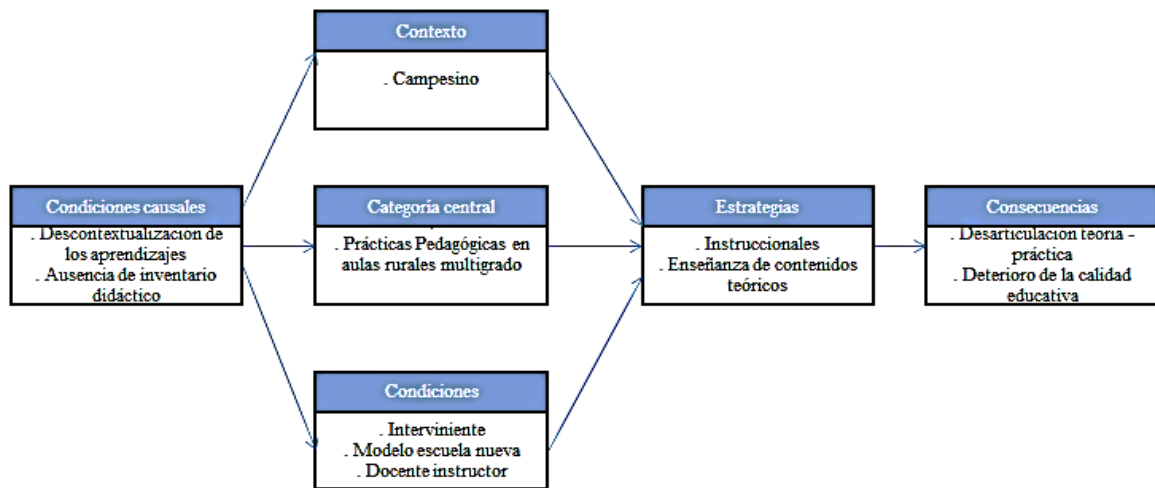 Contexto
. Campesino
Condiciones causales
. Descontextualización de
los aprendizajes
. Ausencia de inventario
didáctico
Categoría central
. Prácticas Pedagógicas en
aulas rurales multigrado
Estrategias
. Instruccionales
. Enseñanza de contenidos
teóricos
Consecuencias
. Desarticulación teoría –
práctica
. Deterioro de la calidad
educativa
Condiciones
. Interviniente
. Modelo escuela nueva
. Docente instructor